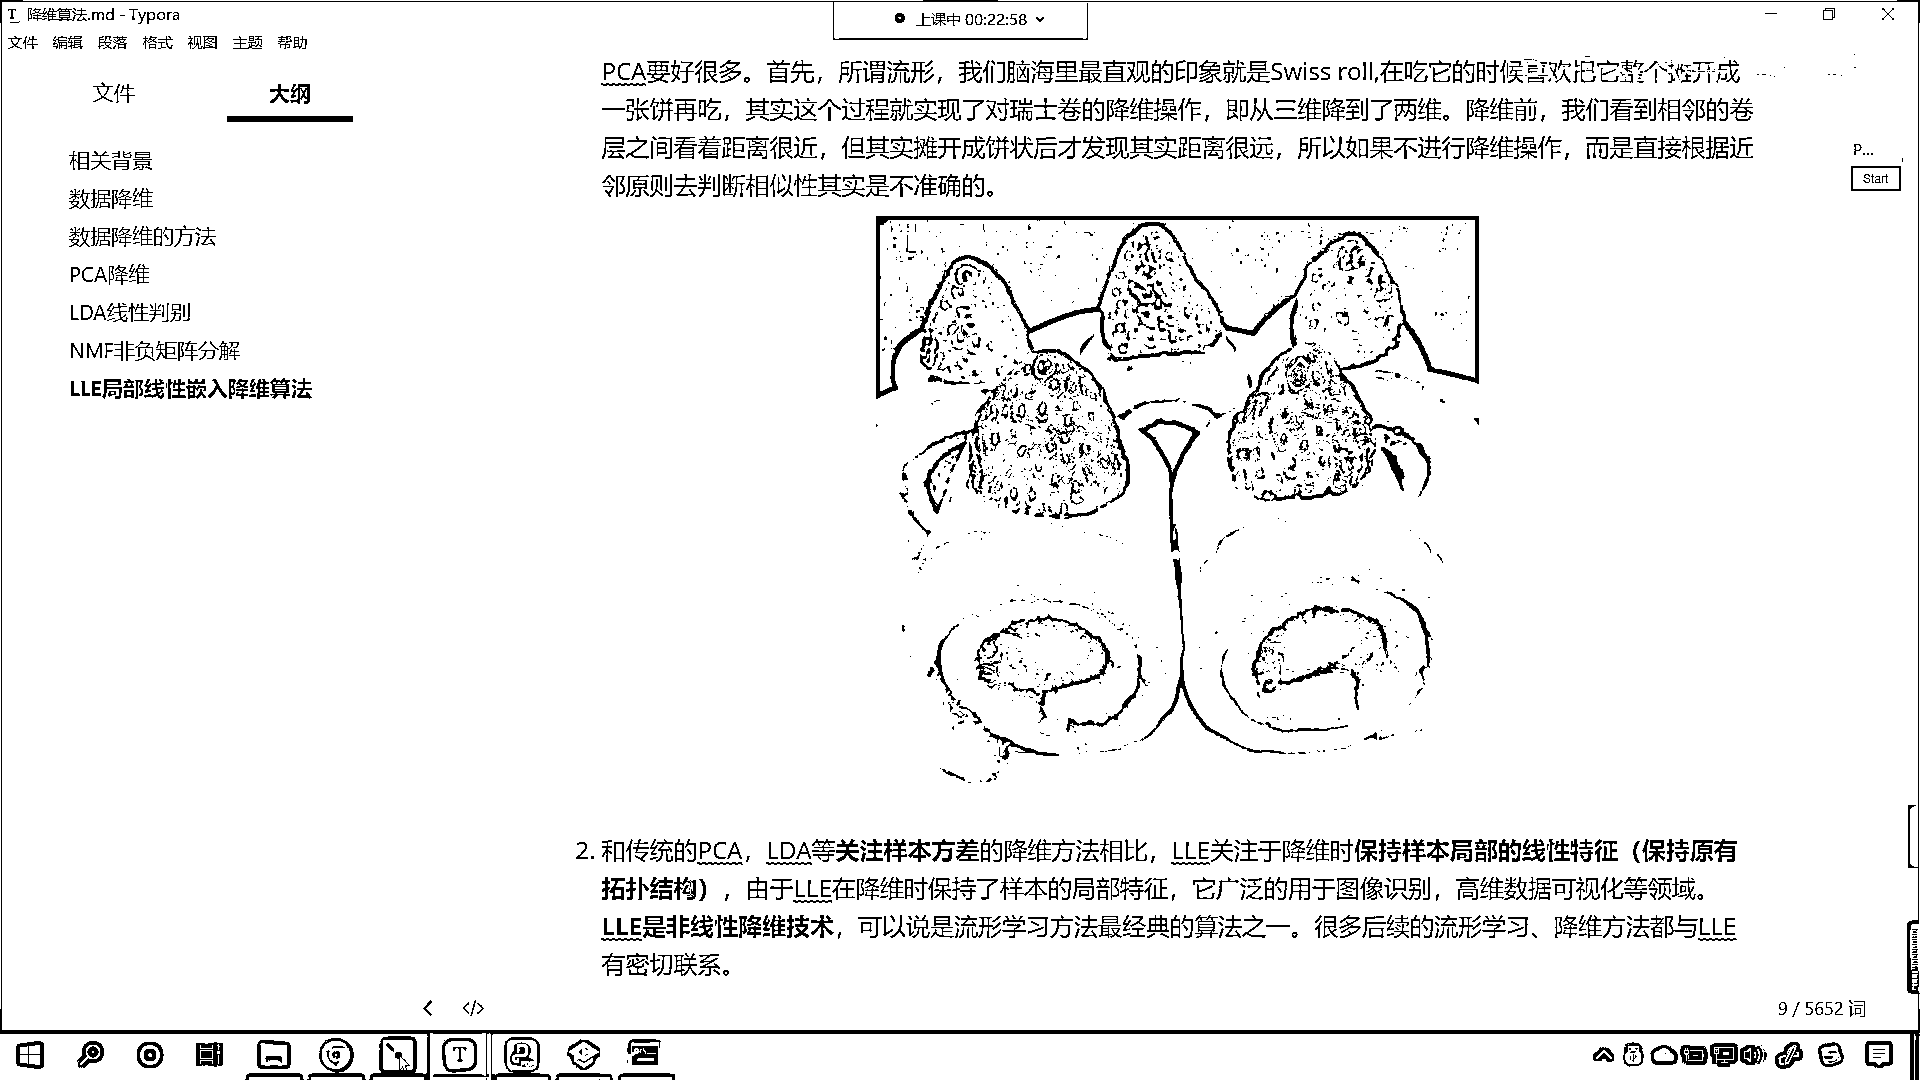 降维算法.md - Typora
上课中 00:22:58
文件 编辑 段落 格式 视图 主题 帮助
文件 大纲
相关背景
数据降维
数据降维的方法
PCA降维
LDA线性判别
NMF非负矩阵分解
LLE局部线性嵌入降维算法
PCA要好很多。首先，所谓流形，我们脑海里最直观的印象就是Swiss roll,在吃它的时候喜欢把它整个摊开成
一张饼再吃，其实这个过程就实现了对瑞士卷的降维操作，即从三维降到了两维。降维前，我们看到相邻的卷
层之间看着距离很近，但其实摊开成饼状后才发现其实距离很远，所以如果不进行降维操作，而是直接根据近
邻原则去判断相似性其实是不准确的。
P...
Start
2. 和传统的PCA，LDA等关注样本方差的降维方法相比，LLE关注于降维时保持样本局部的线性特征（保持原有
拓扑结构），由于LLE在降维时保持了样本的局部特征，它广泛的用于图像识别，高维数据可视化等领域。
LLE是非线性降维技术，可以说是流形学习方法最经典的算法之一。很多后续的流形学习、降维方法都与LLE
有密切联系。
9 / 5652 词